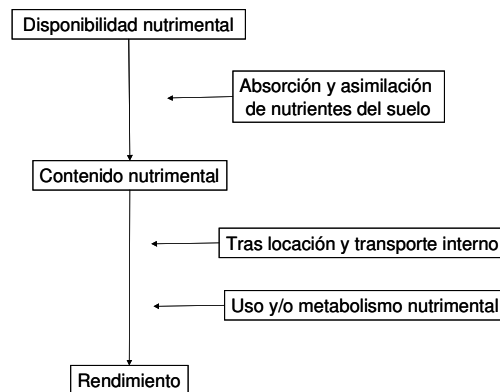 Disponibilidad nutrimental
Absorción y asimilación
de nutrientes del suelo
Contenido nutrimental
Tras locación y transporte interno
Uso y/o metabolismo nutrimental
Rendimiento